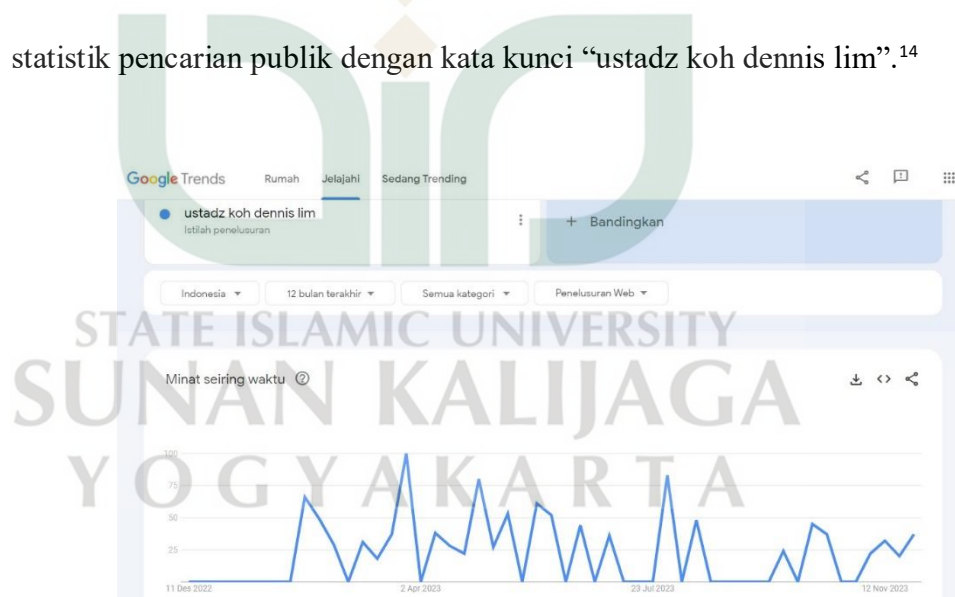 statistik pencarian publik dengan kata kunci “ustadz koh dennis lim”.¹⁴
Google Trends Rumah Jelajahi Sedang Trending
ustadz koh dennis lim
Istilah penelusuran
+ Bandingkan
Indonesia 12 bulan terakhir Semua kategori Penelusuran Web
STATE ISLAMIC UNIVERSITY
Minat seiring waktu
SUNAN KALIJAGA
YOGYAKARTA
100
75
50
25
11 Des 2022 2 Apr 2023 23 Jul 2023 12 Nov 2023